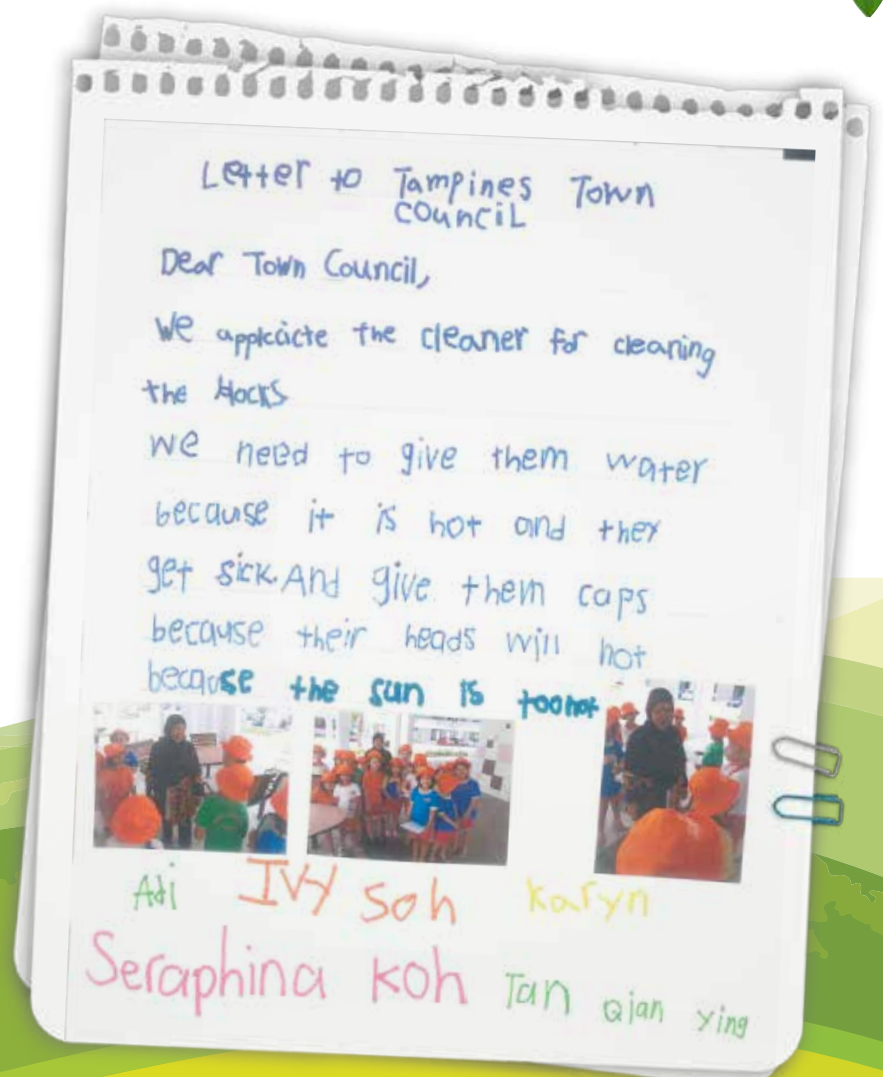 Letter to Tampines Town
Council
Dear Town Council,
We applciacte the cleaner for cleaning
the blocks
We need to give them water
because it is hot and they
get sick. And give them caps
because their heads will hot
because the sun is too hot
Adi Ivy Soh Karyn
Seraphina Koh Tan Qian Ying